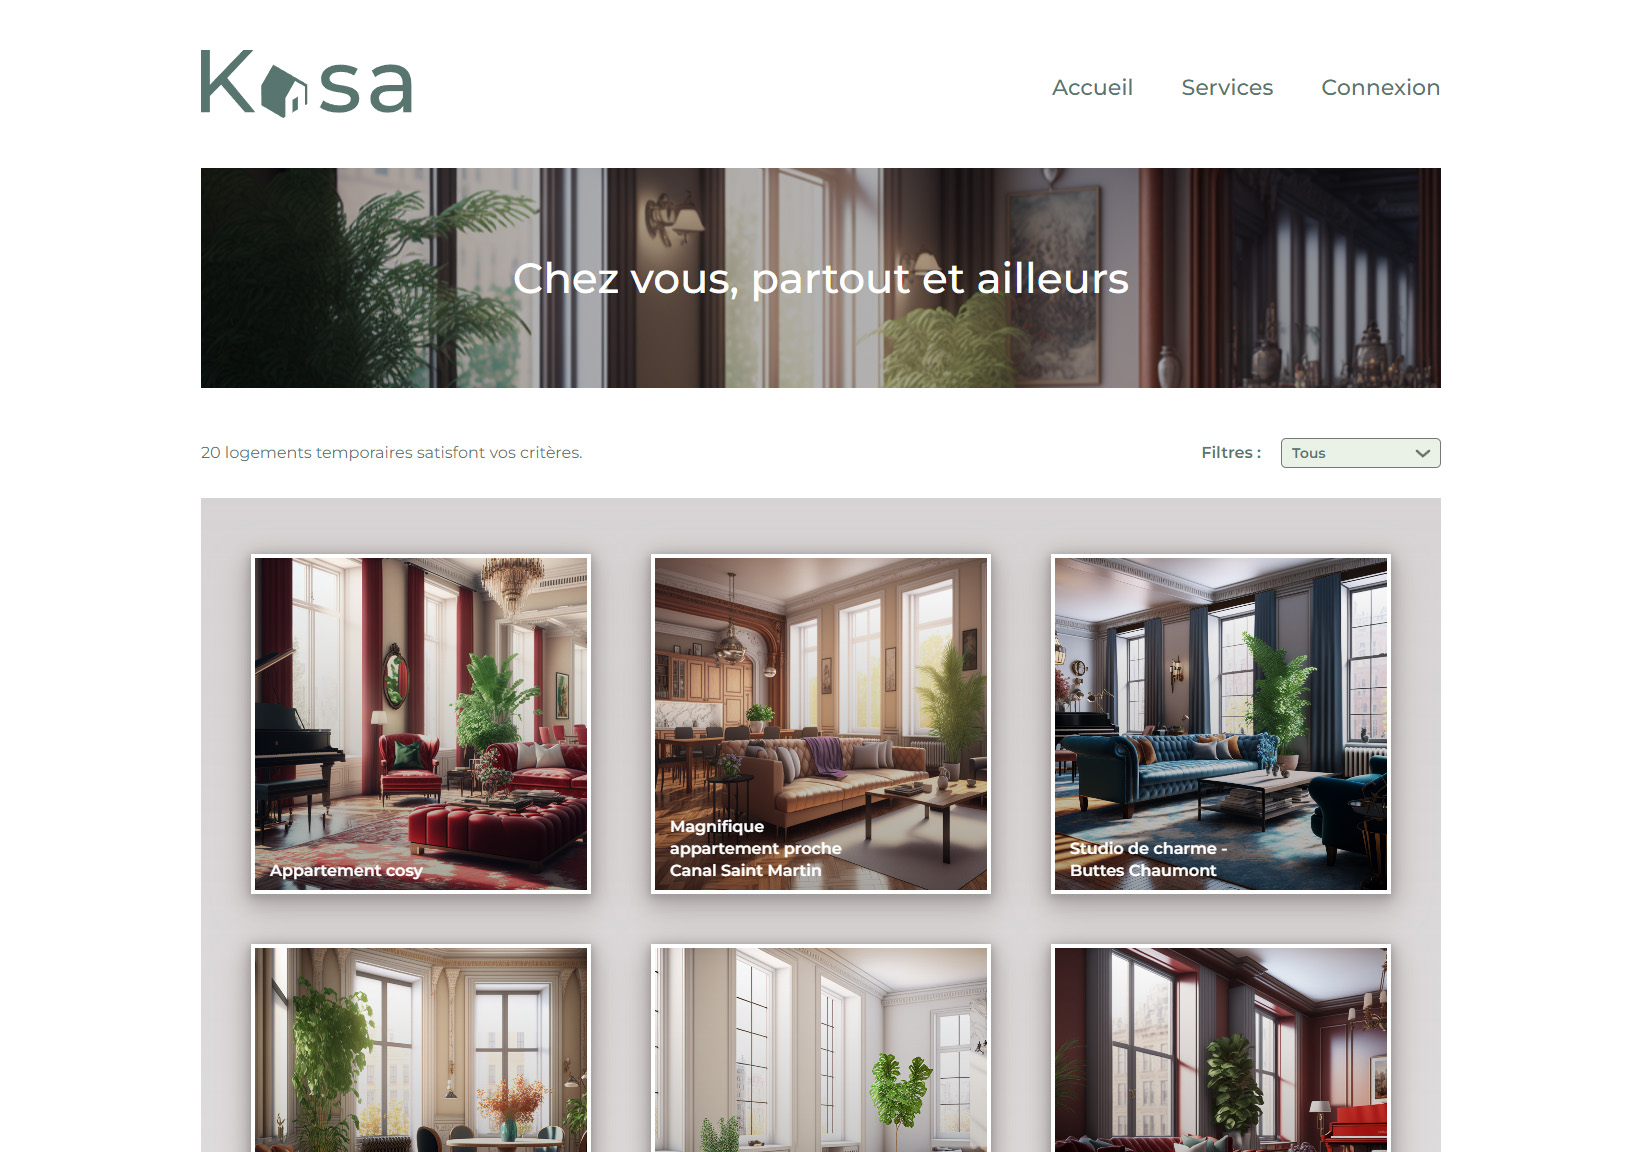 Kasa
Accueil Services Connexion
Chez vous, partout et ailleurs
20 logements temporaires satisfont vos critères.
Filtres : Tous
Appartement cosy
Magnifique
appartement proche
Canal Saint Martin
Studio de charme -
Buttes Chaumont